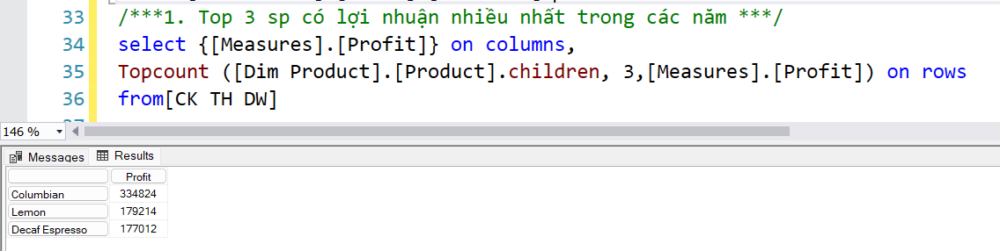 33 /***1. Top 3 sp có lợi nhuận nhiều nhất trong các năm ***/
34 select {[Measures].[Profit]} on columns,
35 Topcount ([Dim Product].[Product].children, 3,[Measures].[Profit]) on rows
36 from[CK TH DW]
146 %
Messages Results
Profit
Columbian 334824
Lemon 179214
Decaf Espresso 177012